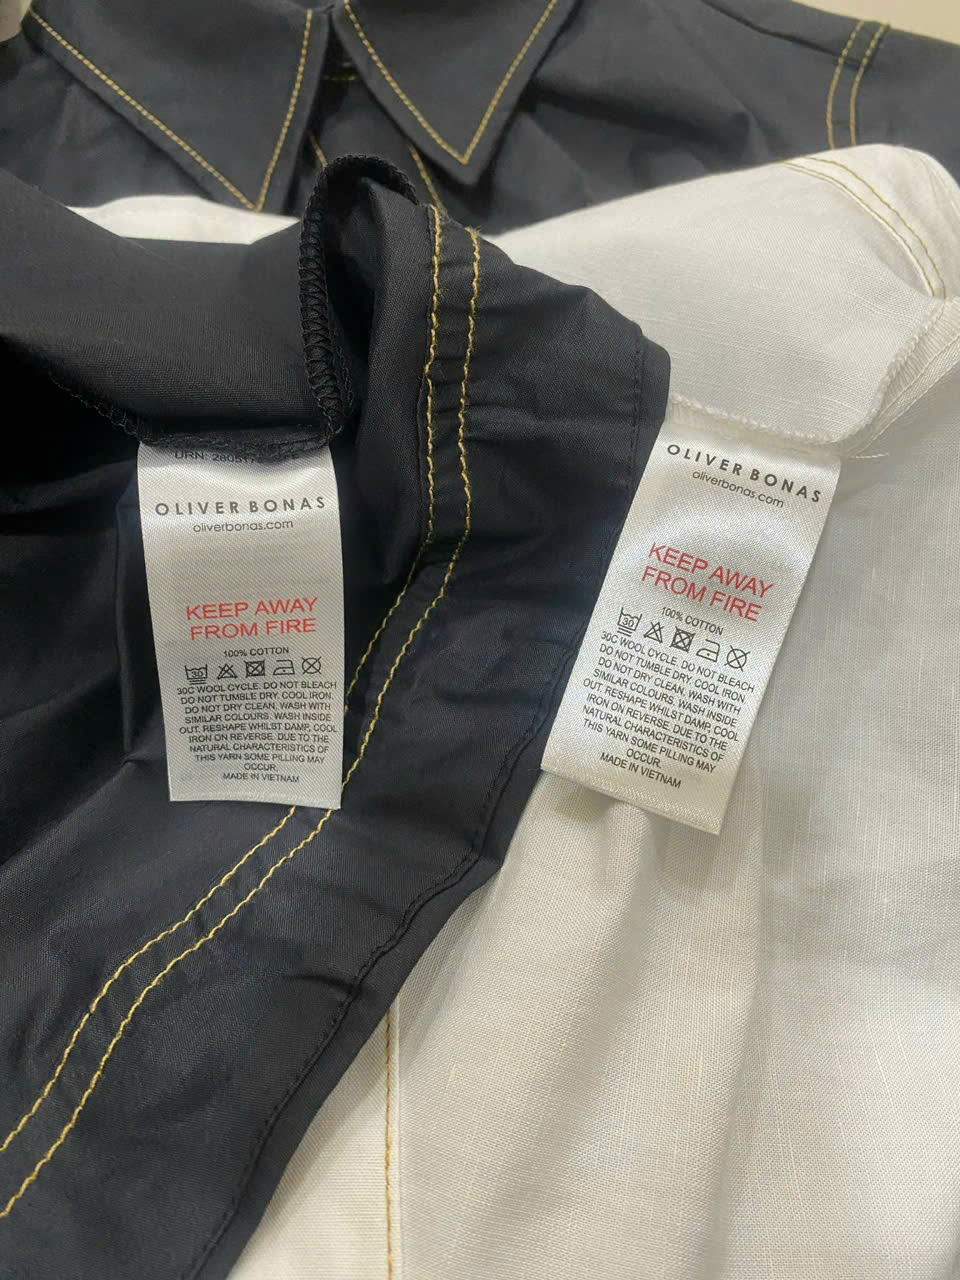 URN:
OLIVER BONAS
oliverbonas.com
KEEP AWAY
FROM FIRE
100% COTTON
30
30C WOOL CYCLE. DO NOT BLEACH
DO NOT TUMBLE DRY. COOL IRON.
DO NOT DRY CLEAN. WASH WITH
SIMILAR COLOURS. WASH INSIDE
OUT. RESHAPE WHILST DAMP, COOL
IRON ON REVERSE. DUE TO THE
NATURAL CHARACTERISTICS OF
THIS YARN SOME PILLING MAY
OCCUR.
MADE IN VIETNAM
OLIVER BONAS
oliverbonas.com
KEEP AWAY
FROM FIRE
100% COTTON
30
30C WOOL CYCLE. DO NOT BLEACH
DO NOT TUMBLE DRY. COOL IRON.
DO NOT DRY CLEAN. WASH WITH
SIMILAR COLOURS. WASH INSIDE
OUT. RESHAPE WHILST DAMP, COOL
IRON ON REVERSE. DUE TO THE
NATURAL CHARACTERISTICS OF
THIS YARN SOME PILLING MAY
OCCUR.
MADE IN VIETNAM